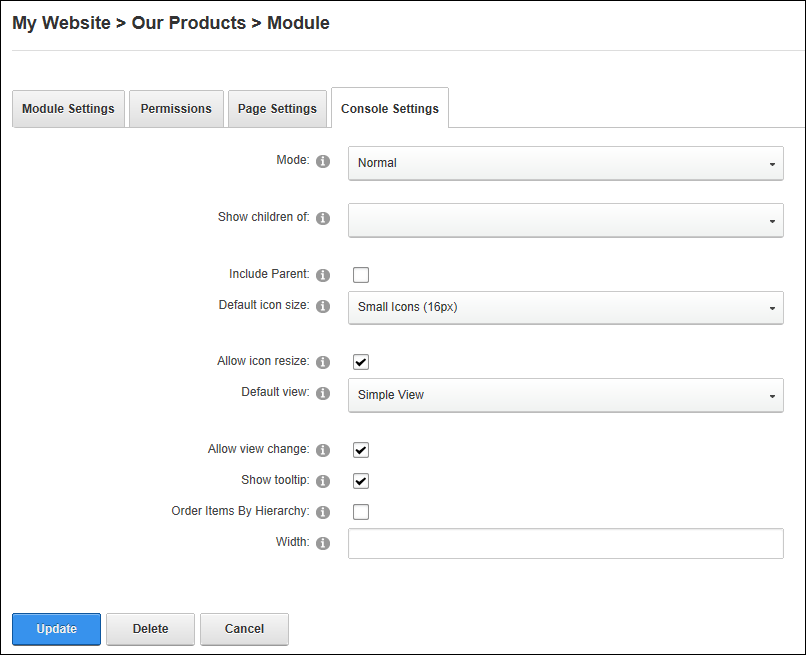 My Website > Our Products > Module
Module Settings Permissions Page Settings Console Settings
Mode: Normal
Show children of:
Include Parent:
Default icon size: Small Icons (16px)
Allow icon resize:
Default view: Simple View
Allow view change:
Show tooltip:
Order Items By Hierarchy:
Width:
Update Delete Cancel